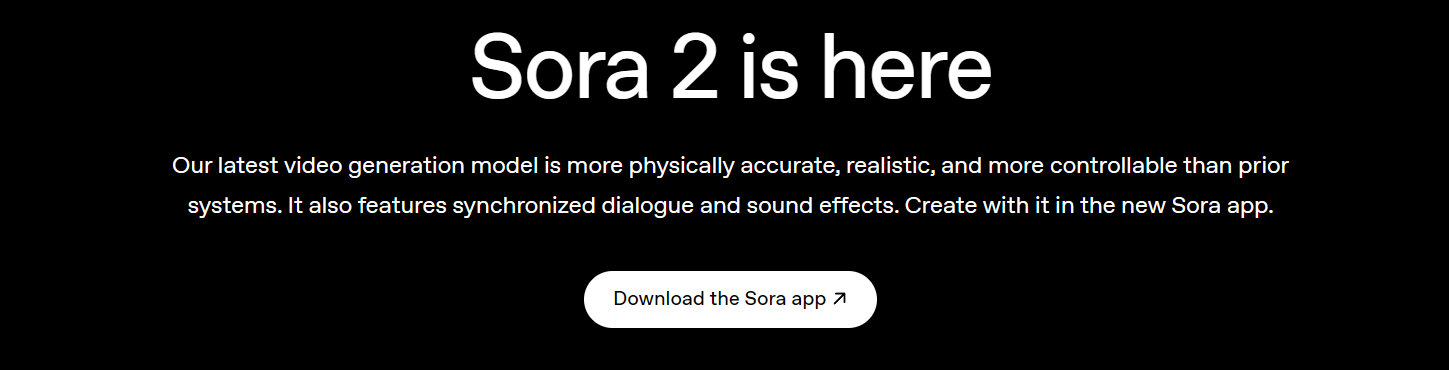 Sora 2 is here
Our latest video generation model is more physically accurate, realistic, and more controllable than prior
systems. It also features synchronized dialogue and sound effects. Create with it in the new Sora app.
Download the Sora app ↗